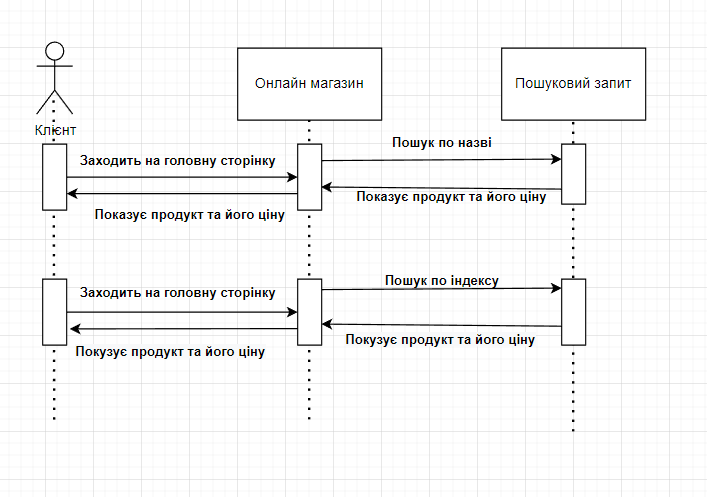 Онлайн магазин
Пошуковий запит
Клієнт
Пошук по назві
Заходить на головну сторінку
Показує продукт та його ціну
Показує продукт та його ціну
Пошук по індексу
Заходить на головну сторінку
Покузує продукт та його ціну
Покузує продукт та його ціну